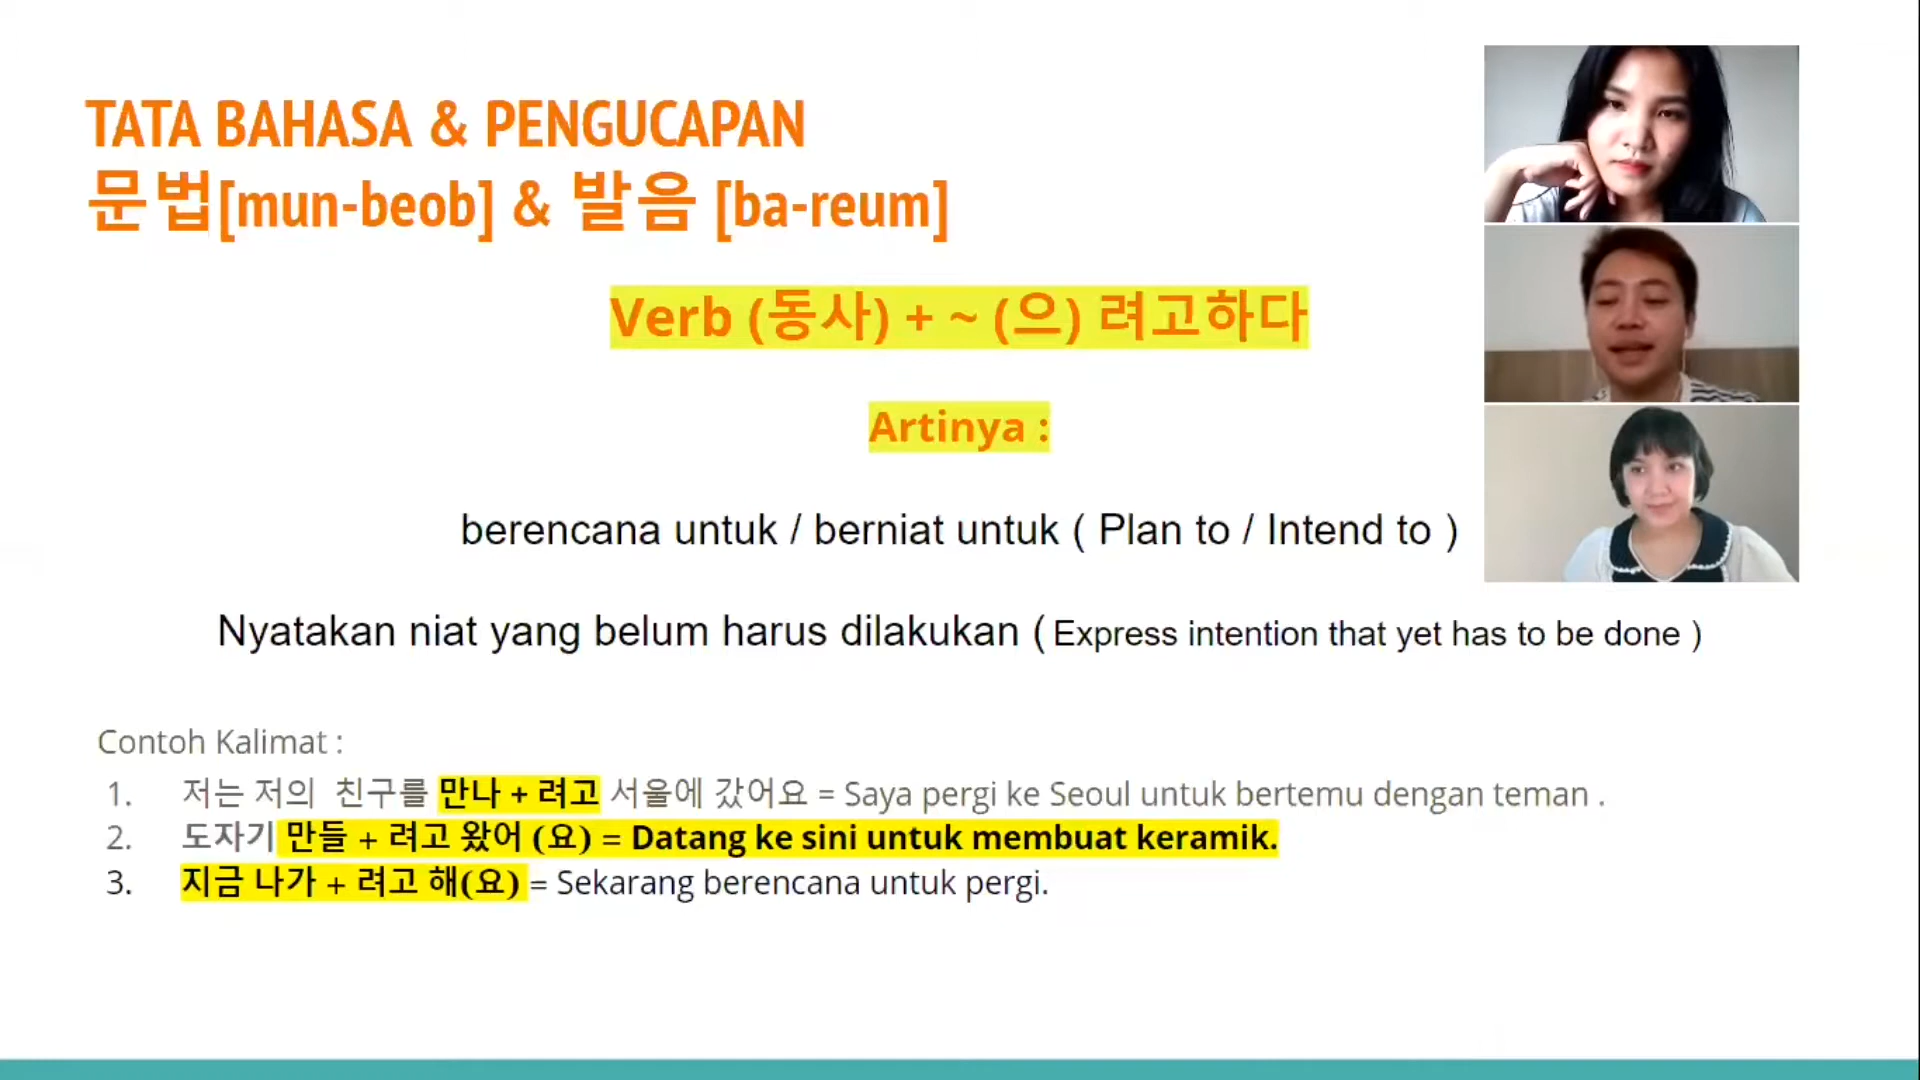 TATA BAHASA & PENGUCAPAN
문법[mun-beob] & 발음 [ba-reum]
Verb (동사) + ~ (으) 려고하다
Artinya :
berencana untuk / berniat untuk ( Plan to / Intend to )
Nyatakan niat yang belum harus dilakukan ( Express intention that yet has to be done )
Contoh Kalimat :
1. 저는 저의 친구를 만나 + 려고 서울에 갔어요 = Saya pergi ke Seoul untuk bertemu dengan teman .
2. 도자기 만들 + 려고 왔어 (요) = Datang ke sini untuk membuat keramik.
3. 지금 나가 + 려고 해(요) = Sekarang berencana untuk pergi.